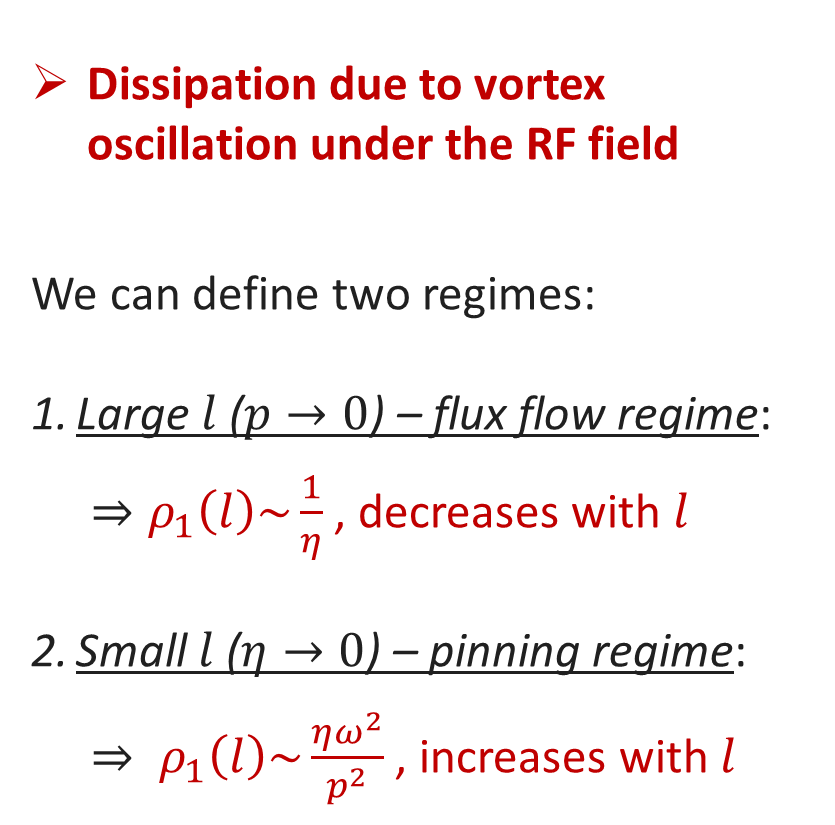 ➢ Dissipation due to vortex
oscillation under the RF field
We can define two regimes:
1. Large l (p → 0) – flux flow regime:
⇒ ρ₁(l)~1/η , decreases with l
2. Small l (η → 0) – pinning regime:
⇒ ρ₁(l)~ηω²/p² , increases with l